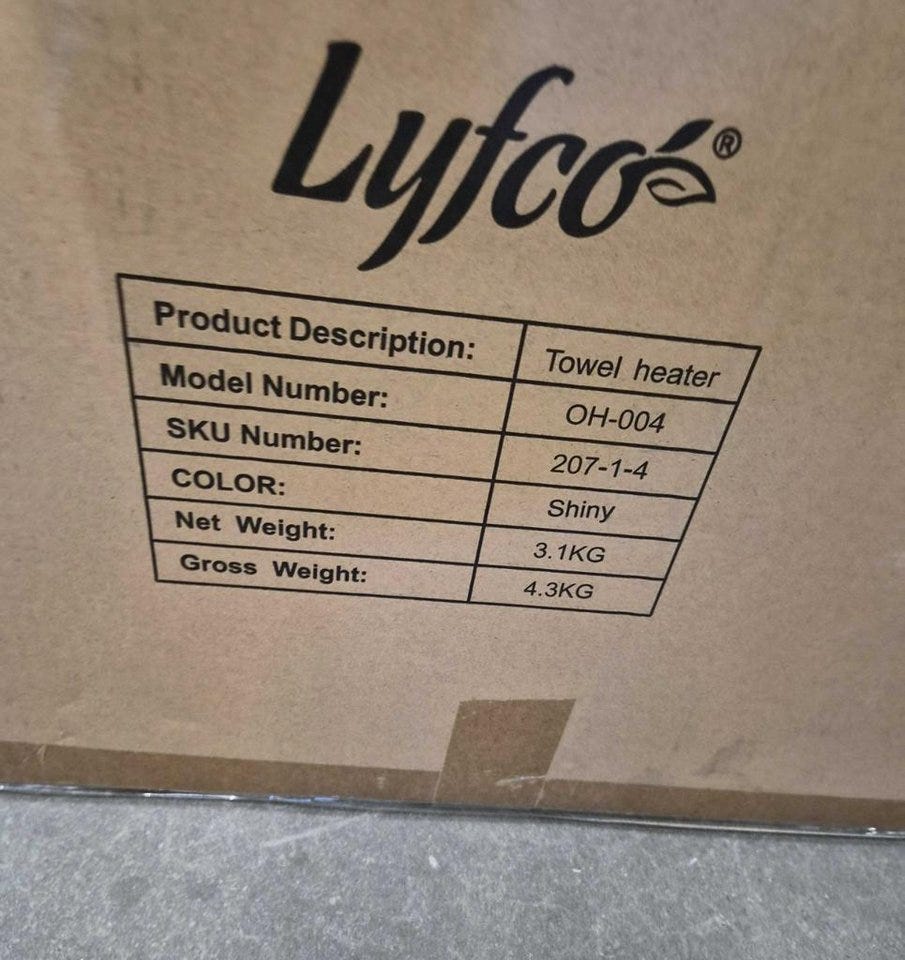 Lyfco®
Product Description: Towel heater
Model Number: OH-004
SKU Number: 207-1-4
COLOR: Shiny
Net Weight: 3.1KG
Gross Weight: 4.3KG